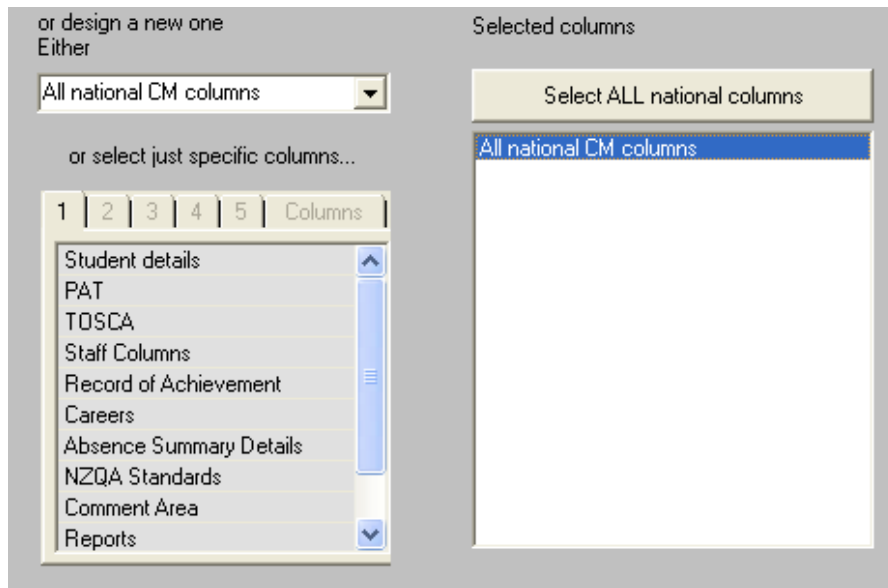 or design a new one
Either
All national CM columns
or select just specific columns...
1 2 3 4 5 Columns
Student details
PAT
TOSCA
Staff Columns
Record of Achievement
Careers
Absence Summary Details
NZQA Standards
Comment Area
Reports
Selected columns
Select ALL national columns
All national CM columns